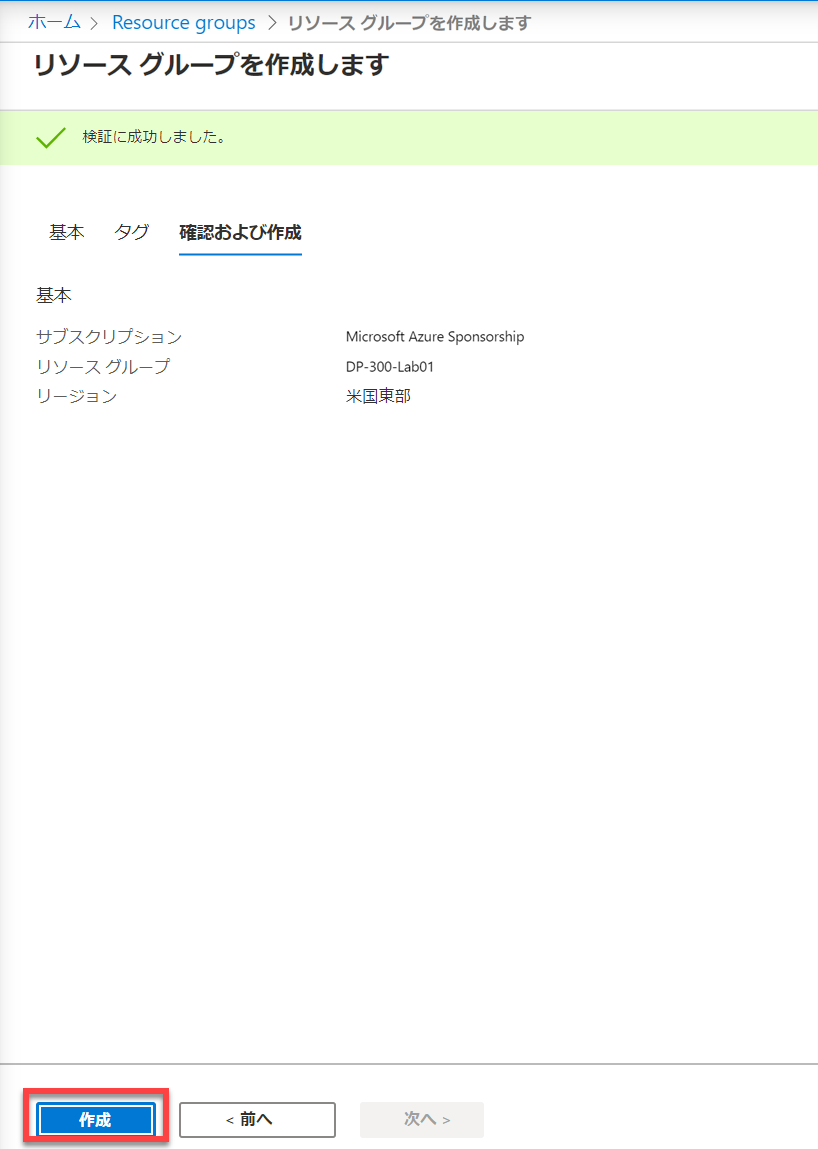 ホーム > Resource groups > リソース グループを作成します
リソース グループを作成します
検証に成功しました。
基本 タグ 確認および作成
基本
サブスクリプション Microsoft Azure Sponsorship
リソース グループ DP-300-Lab01
リージョン 米国東部
作成 < 前へ 次へ >